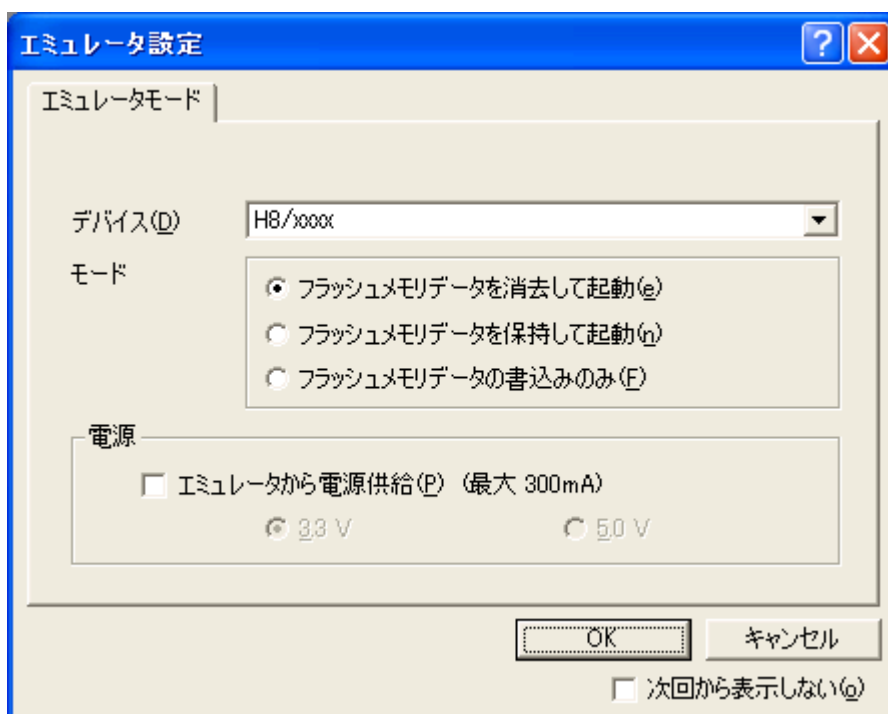 エミュレータ設定
エミュレータモード
デバイス(D) H8/xxxx
モード
フラッシュメモリデータを消去して起動(e)
フラッシュメモリデータを保持して起動(n)
フラッシュメモリデータの書込みのみ(F)
電源
エミュレータから電源供給(P) (最大 300mA)
3.3 V 5.0 V
OK キャンセル
次回から表示しない(o)